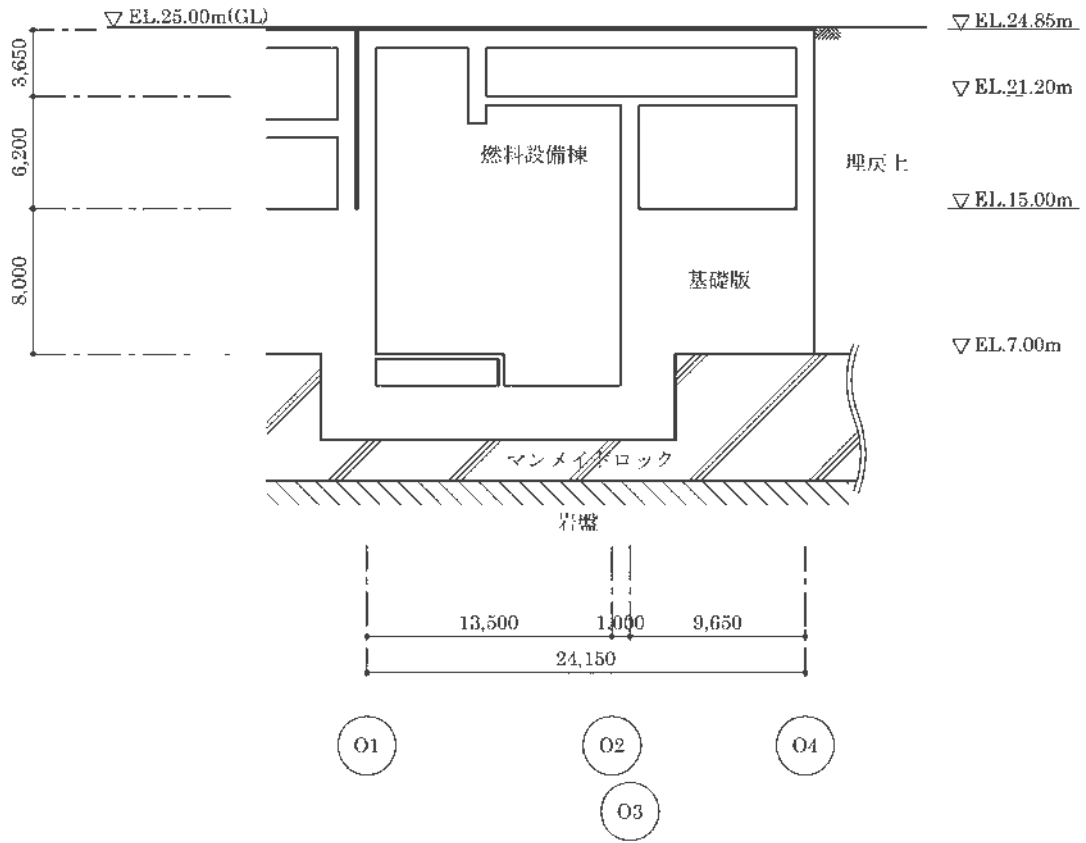 ▽ EL.25.00m(GL)
▽ EL.24.85m
3,650
▽ EL.21.20m
燃料設備棟
埋戻土
6,200
▽ EL.15.00m
基礎版
8,000
▽ EL.7.00m
マンメイドロック
岩盤
13,500
1,000
9,650
24,150
O1
O2
O4
O3